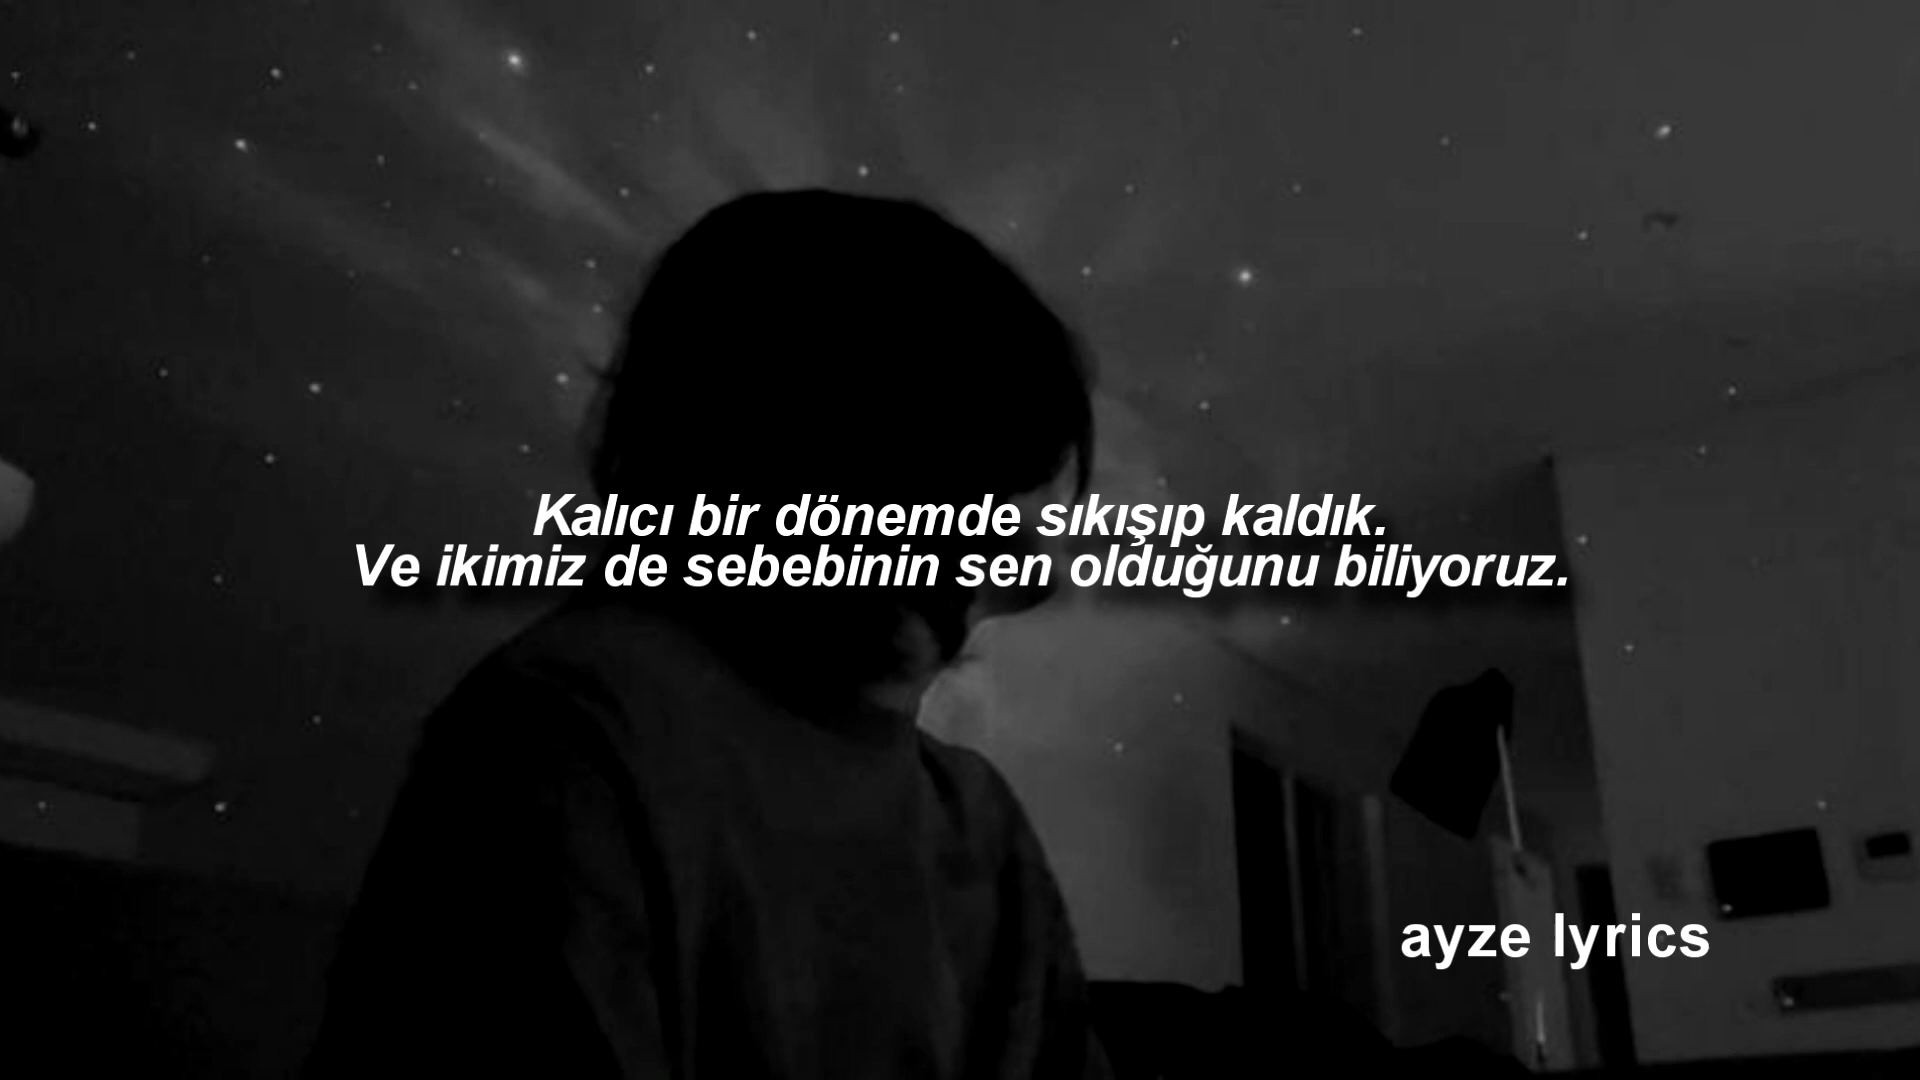 Kalıcı bir dönemde sıkışıp kaldık.
Ve ikimiz de sebebinin sen olduğunu biliyoruz.
ayze lyrics